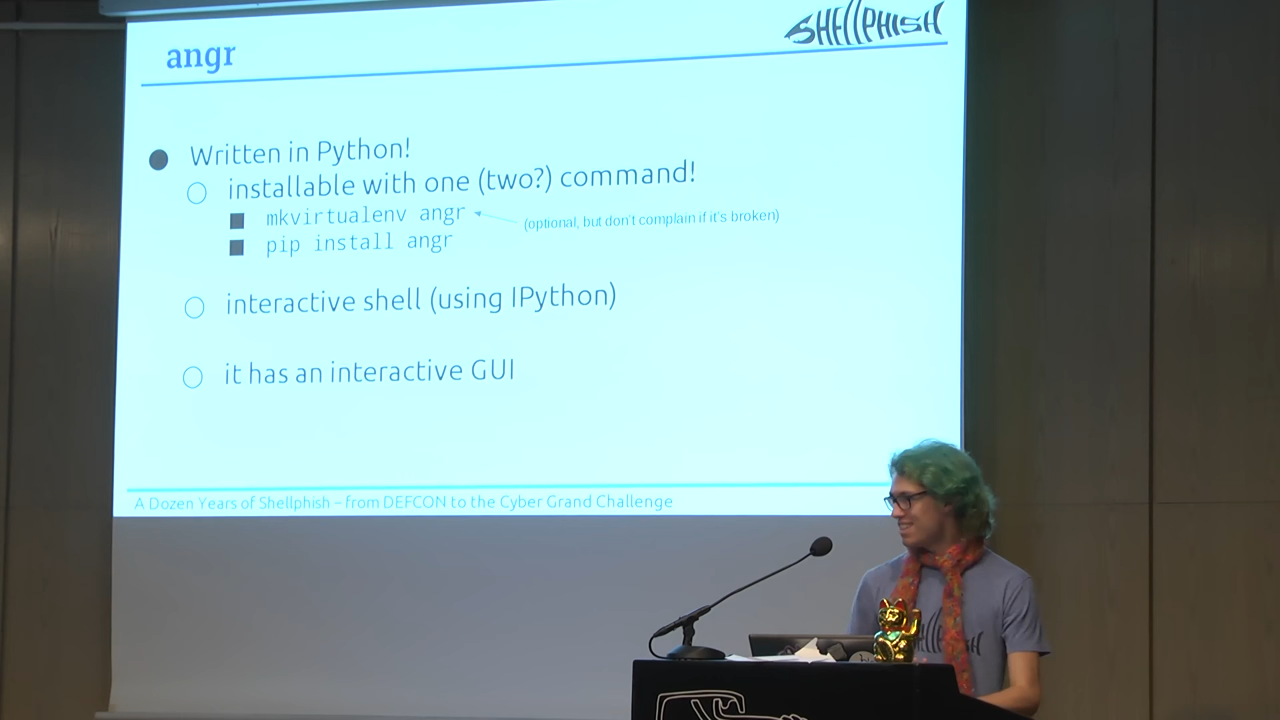 angr
SHELLPHISH
Written in Python!
installable with one (two?) command!
mkvirtualenv angr
(optional, but don't complain if it's broken)
pip install angr
interactive shell (using IPython)
it has an interactive GUI
A Dozen Years of Shellphish – from DEFCON to the Cyber Grand Challenge
SHELLPHISH